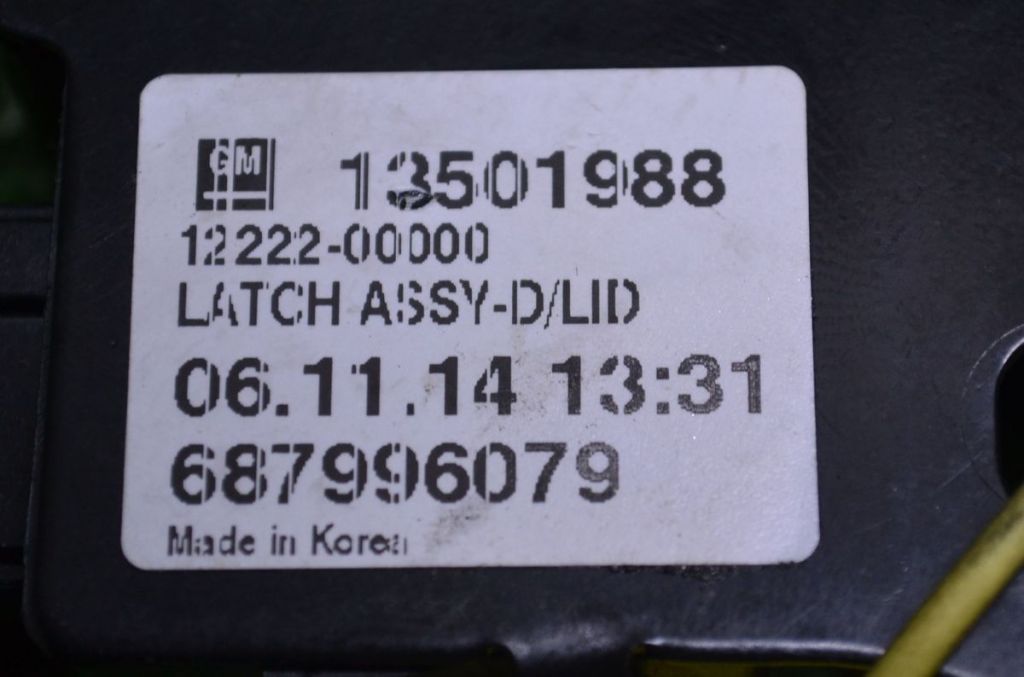 GM 13501988
12222-00000
LATCH ASSY-D/LID
06.11.14 13:31
687996079
Made in Korea